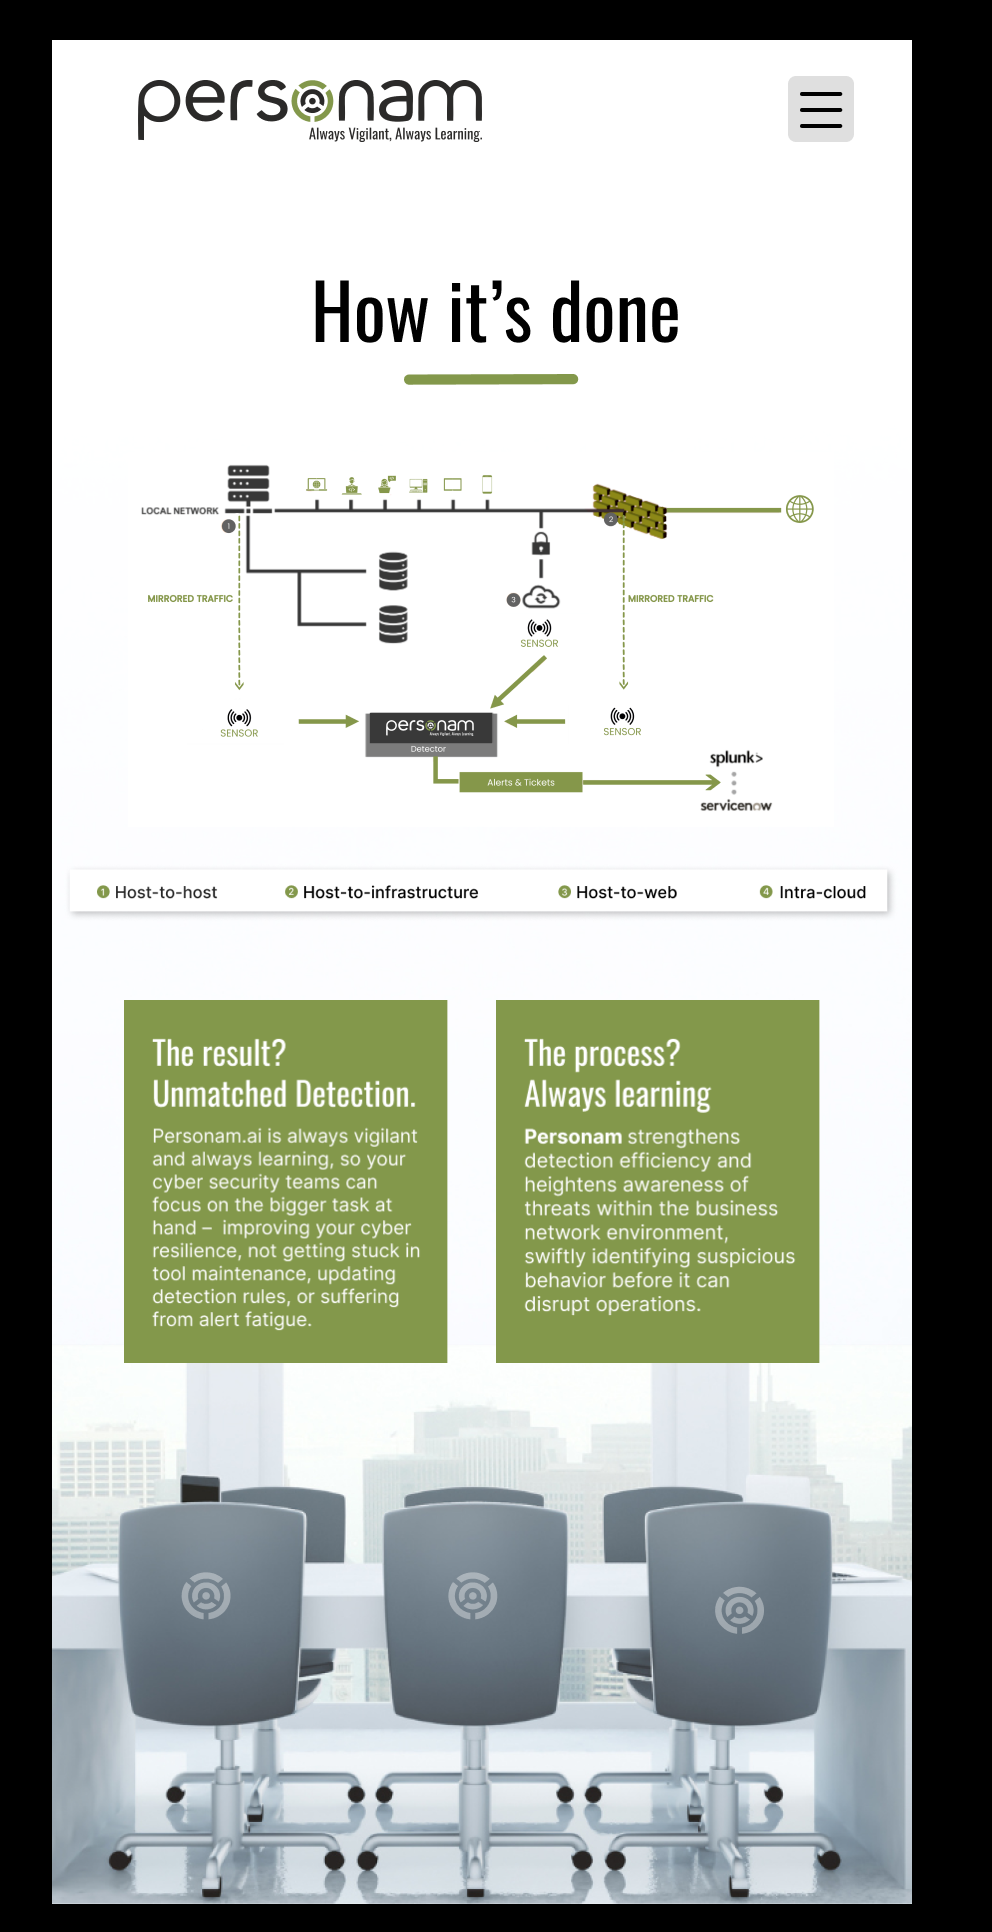 personam
Always Vigilant, Always Learning.
How it’s done
LOCAL NETWORK
1
2
3
MIRRORED TRAFFIC
MIRRORED TRAFFIC
SENSOR
SENSOR
SENSOR
personam
Always Vigilant, Always Learning.
Detector
Alerts & Tickets
splunk>
servicenow
1 Host-to-host
2 Host-to-infrastructure
3 Host-to-web
4 Intra-cloud
The result?
Unmatched Detection.
Personam.ai is always vigilant
and always learning, so your
cyber security teams can
focus on the bigger task at
hand – improving your cyber
resilience, not getting stuck in
tool maintenance, updating
detection rules, or suffering
from alert fatigue.
The process?
Always learning
Personam strengthens
detection efficiency and
heightens awareness of
threats within the business
network environment,
swiftly identifying suspicious
behavior before it can
disrupt operations.